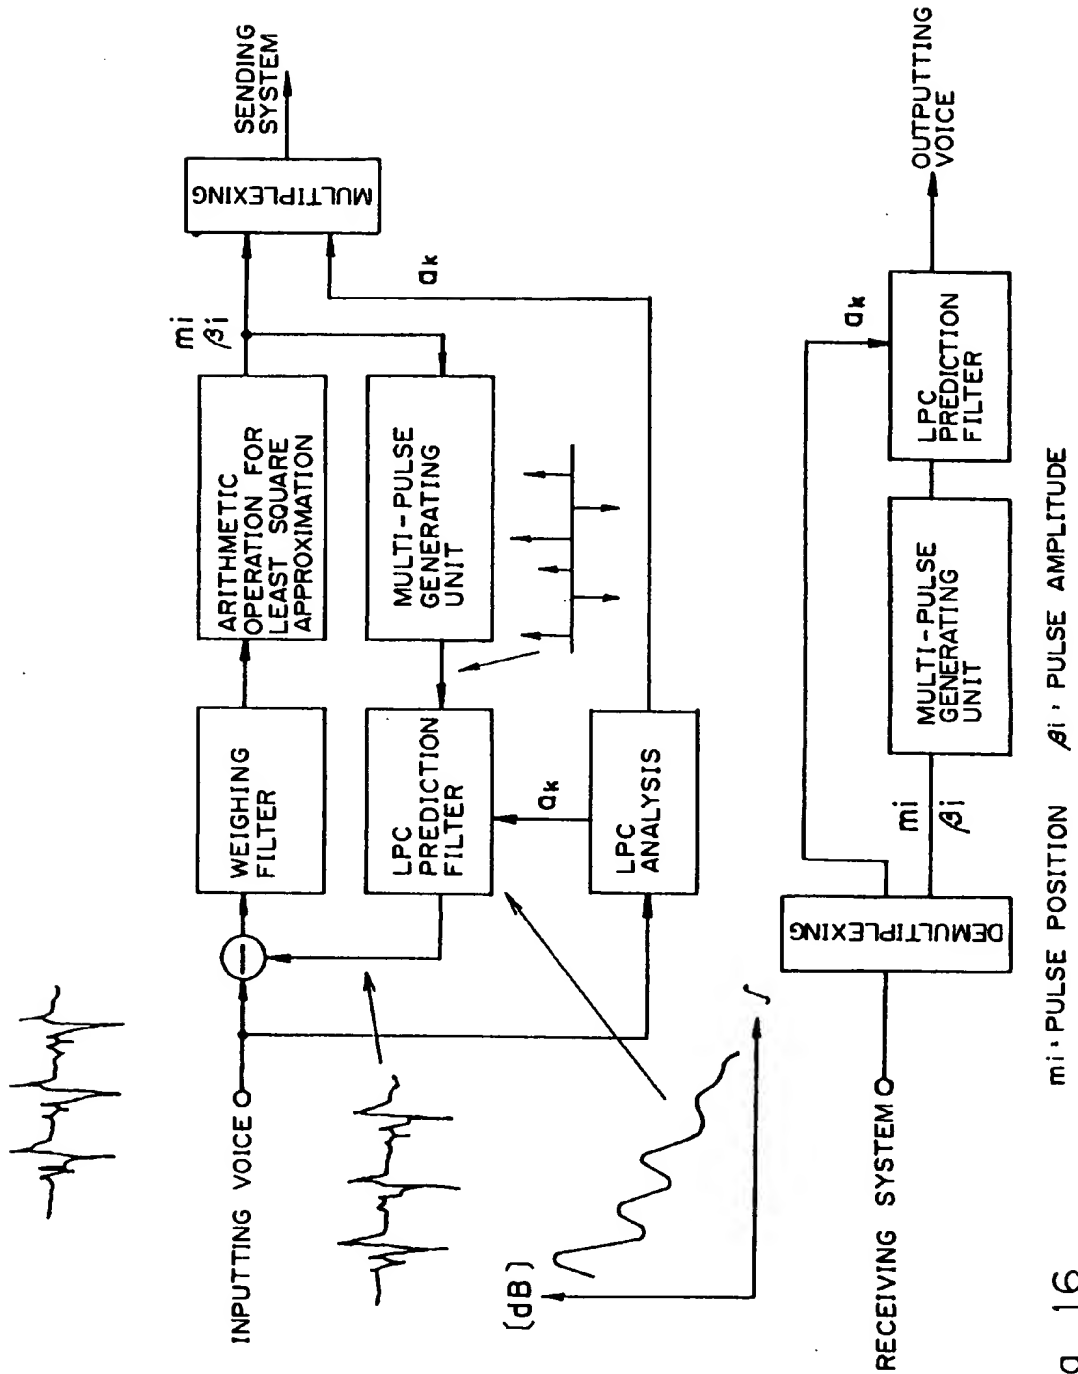 INPUTTING VOICE
WEIGHING
FILTER
ARITHMETIC
OPERATION FOR
LEAST SQUARE
APPROXIMATION
mi
βi
MULTIPLEXING
SENDING
SYSTEM
LPC
PREDICTION
FILTER
MULTI-PULSE
GENERATING
UNIT
ak
ak
LPC
ANALYSIS
[dB]
f
RECEIVING SYSTEM
DEMULTIPLEXING
mi
βi
MULTI-PULSE
GENERATING
UNIT
ak
LPC
PREDICTION
FILTER
OUTPUTTING
VOICE
mi: PULSE POSITION βi: PULSE AMPLITUDE
g 16